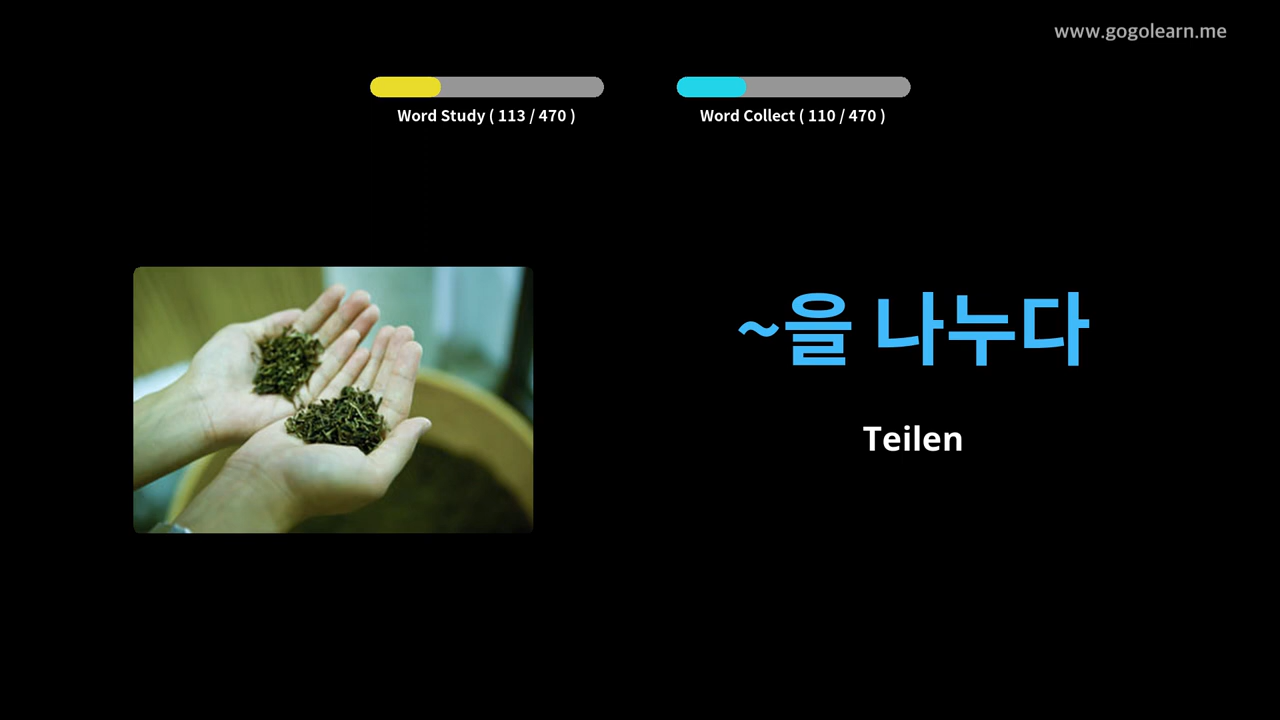 www.gogolearn.me
Word Study ( 113 / 470 )
Word Collect ( 110 / 470 )
~을 나누다
Teilen